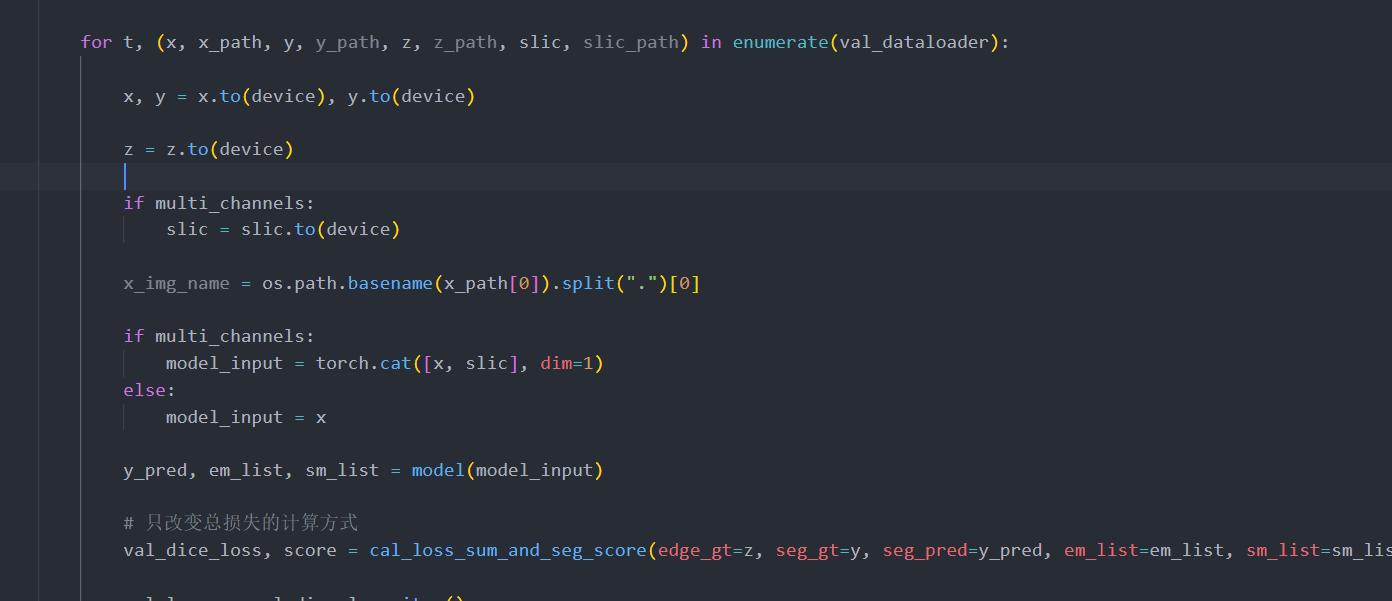 for t, (x, x_path, y, y_path, z, z_path, slic, slic_path) in enumerate(val_dataloader):
x, y = x.to(device), y.to(device)
z = z.to(device)
if multi_channels:
slic = slic.to(device)
x_img_name = os.path.basename(x_path[0]).split(".")[0]
if multi_channels:
model_input = torch.cat([x, slic], dim=1)
else:
model_input = x
y_pred, em_list, sm_list = model(model_input)
# 只改变总损失的计算方式
val_dice_loss, score = cal_loss_sum_and_seg_score(edge_gt=z, seg_gt=y, seg_pred=y_pred, em_list=em_list, sm_list=sm_lis